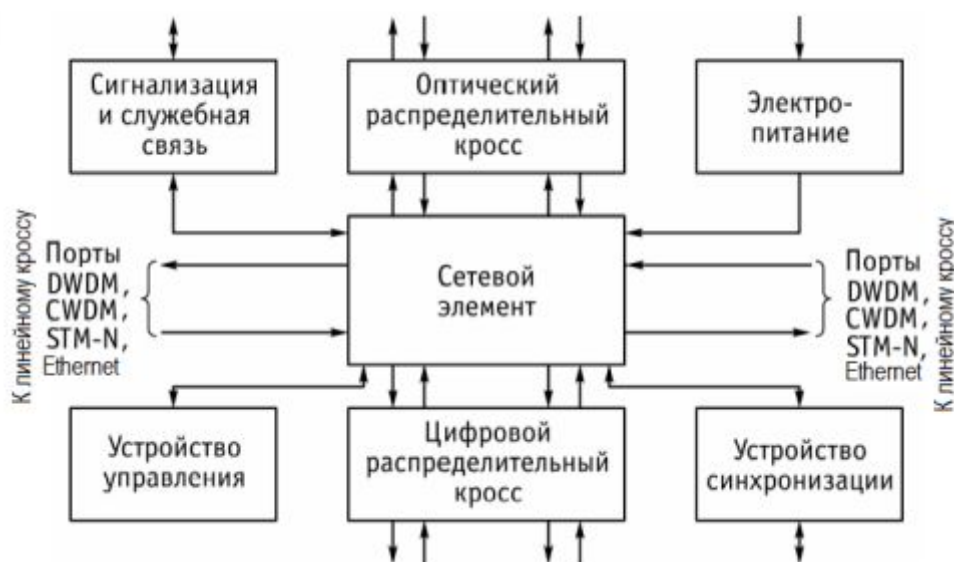 Сигнализация
и служебная
связь
Оптический
распределительный
кросс
Электро-
питание
К линейному кроссу
Порты
DWDM,
CWDM,
STM-N,
Ethernet
Сетевой
элемент
Порты
DWDM,
CWDM,
STM-N,
Ethernet
К линейному кроссу
Устройство
управления
Цифровой
распределительный
кросс
Устройство
синхронизации